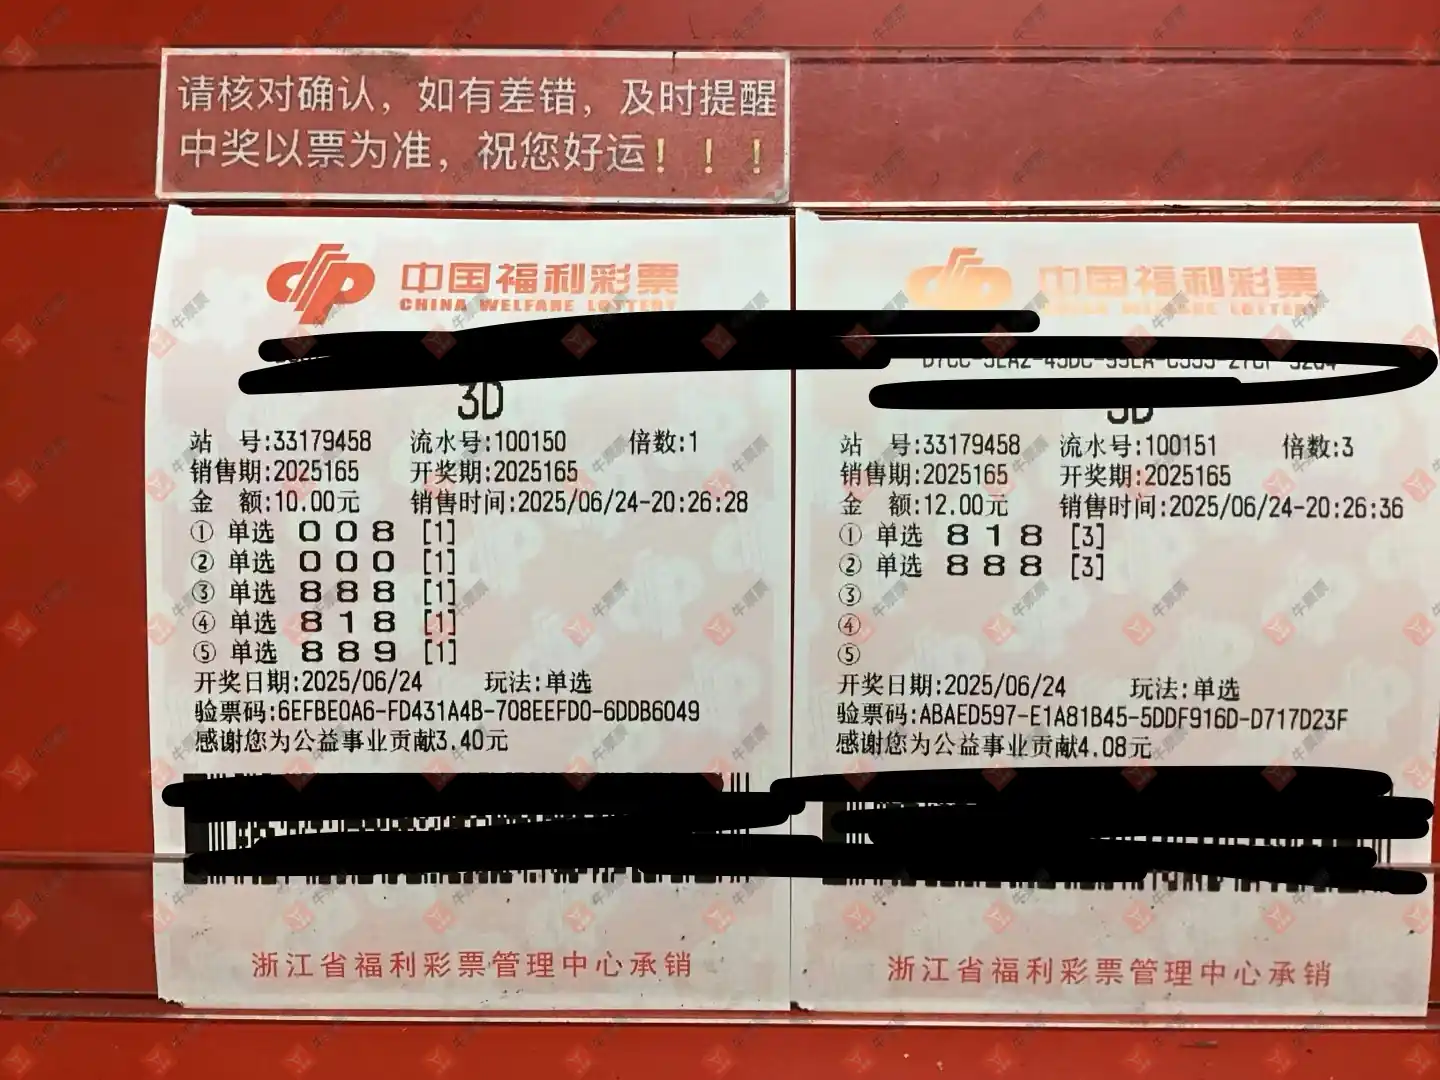 请核对确认，如有差错，及时提醒
中奖以票为准，祝您好运！！！
中国福利彩票
CHINA WELFARE LOTTERY
3D
站 号:33179458 流水号:100150 倍数:1
销售期:2025165 开奖期:2025165
金 额:10.00元 销售时间:2025/06/24-20:26:28
① 单选 0 0 8 [1]
② 单选 0 0 0 [1]
③ 单选 8 8 8 [1]
④ 单选 8 1 8 [1]
⑤ 单选 8 8 9 [1]
开奖日期:2025/06/24 玩法:单选
验票码:6EFBE0A6-FD431A4B-708EEFD0-6DDB6049
感谢您为公益事业贡献3.40元
浙江省福利彩票管理中心承销
中国福利彩票
CHINA WELFARE LOTTERY
3D
站 号:33179458 流水号:100151 倍数:3
销售期:2025165 开奖期:2025165
金 额:12.00元 销售时间:2025/06/24-20:26:36
① 单选 8 1 8 [3]
② 单选 8 8 8 [3]
③
④
⑤
开奖日期:2025/06/24 玩法:单选
验票码:ABAED597-E1A81B45-5DDF916D-D717D23F
感谢您为公益事业贡献4.08元
浙江省福利彩票管理中心承销